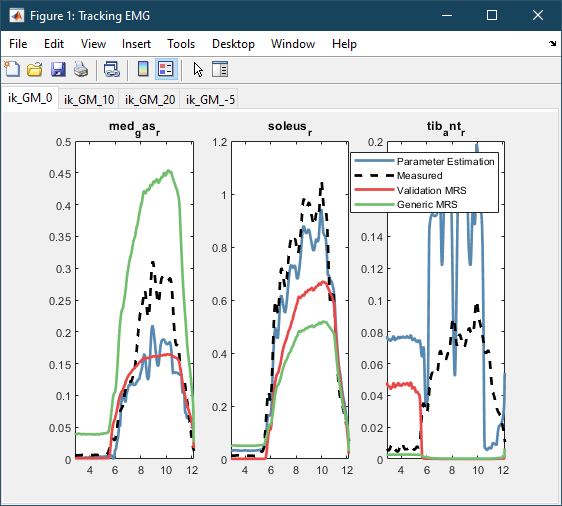 Figure 1: Tracking EMG
File Edit View Insert Tools Desktop Window Help
ik_GM_0 ik_GM_10 ik_GM_20 ik_GM_-5
med_gas_r soleus_r tib_ant_r
0.5
0.45
0.4
0.35
0.3
0.25
0.2
0.15
0.1
0.05
0
4 6 8 10 12
1.2
1
0.8
0.6
0.4
0.2
0
4 6 8 10 12
0.2
0.18
0.16
0.14
0.12
0.1
0.08
0.06
0.04
0.02
0
4 6 8 10 12
Parameter Estimation
Measured
Validation MRS
Generic MRS